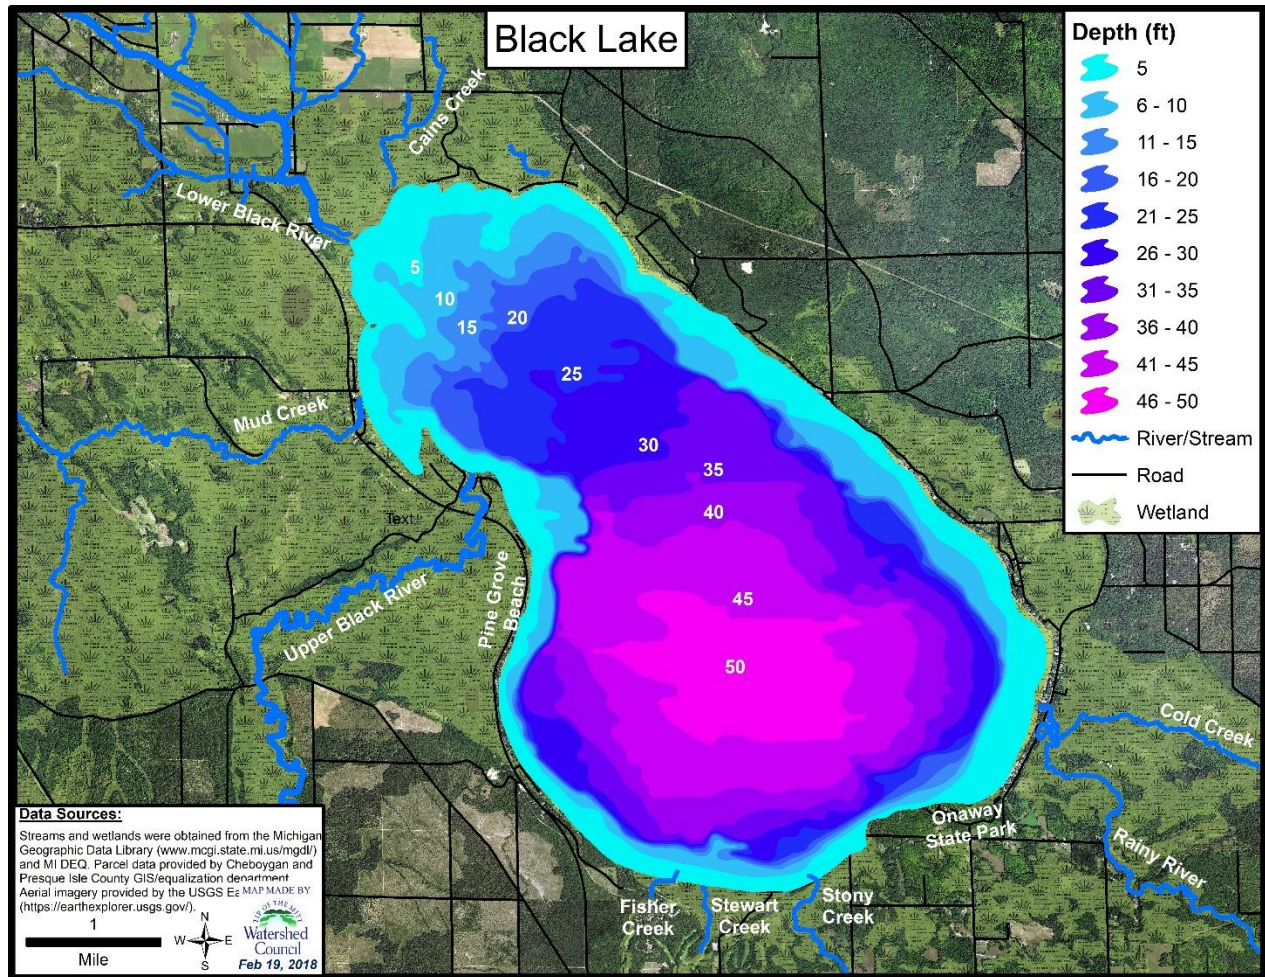 Black Lake
Depth (ft)
5
6 - 10
11 - 15
16 - 20
21 - 25
26 - 30
31 - 35
36 - 40
41 - 45
46 - 50
River/Stream
Road
Wetland
Cains Creek
Lower Black River
5
10
15
20
25
Mud Creek
30
35
40
Text
Pine Grove
Beach
Upper Black River
45
50
Cold Creek
Onaway
State Park
Rainy River
Fisher
Creek
Stewart
Creek
Stony
Creek
Data Sources:
Streams and wetlands were obtained from the Michigan
Geographic Data Library (www.mcgi.state.mi.us/mgdl/)
and MI DEQ. Parcel data provided by Cheboygan and
Presque Isle County GIS/equalization department.
Aerial imagery provided by the USGS
(https://earthexplorer.usgs.gov/).
1
Mile
N
W E
S
MAP MADE BY
TIP OF THE MITT
Watershed
Council
Feb 19, 2018